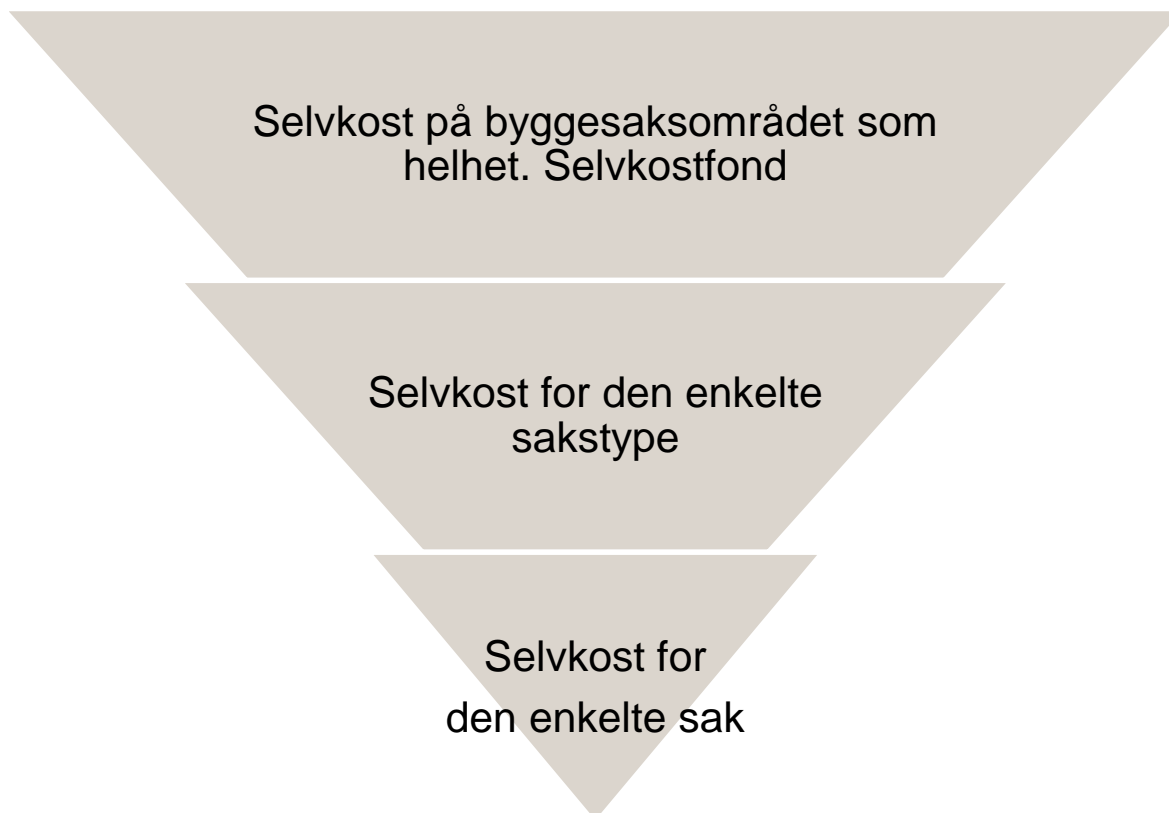 Selvkost på byggesaksområdet som
helhet. Selvkostfond
Selvkost for den enkelte
sakstype
Selvkost for
den enkelte sak